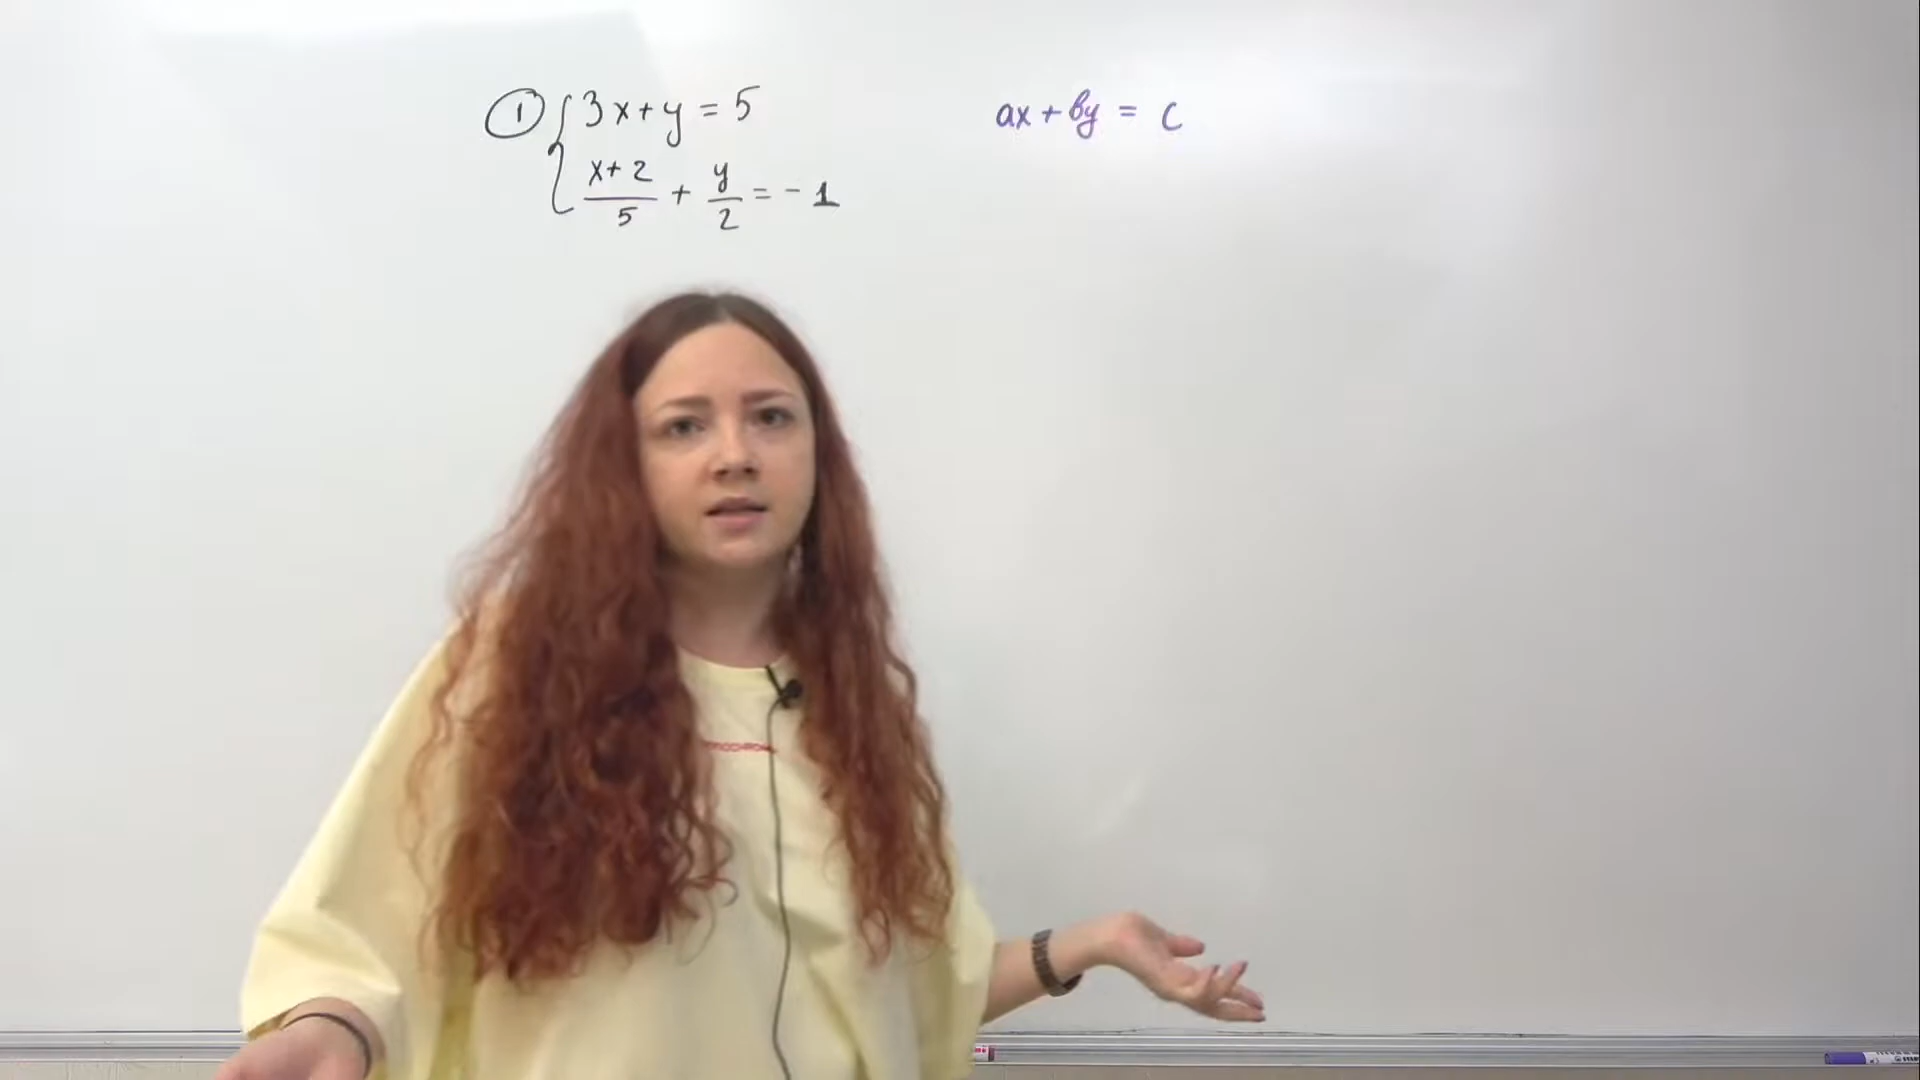 ① { 3x + y = 5
(x+2)/5 + y/2 = -1
ax + by = c